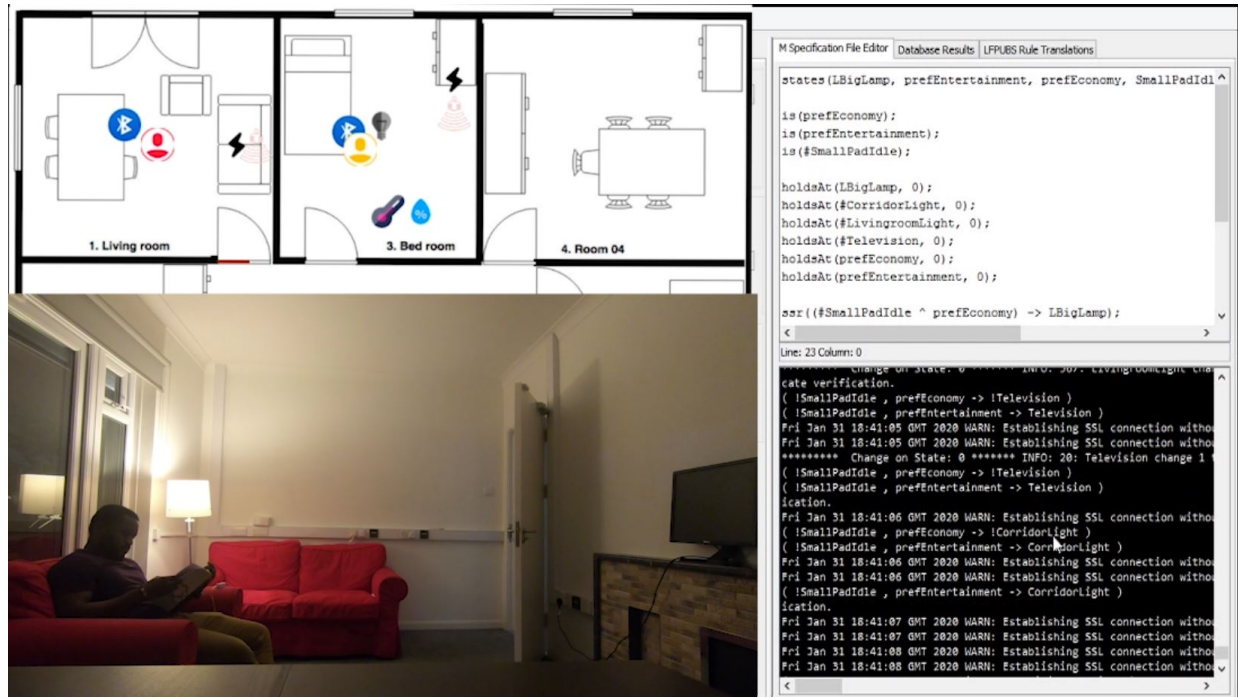 1. Living room
3. Bed room
4. Room 04
%
M Specification File Editor
Database Results
LFPUBS Rule Translations
states(LBigLamp, prefEntertainment, prefEconomy, SmallPadIdl
is(prefEconomy);
is(prefEntertainment);
is(#SmallPadIdle);
holdsAt(LBigLamp, 0);
holdsAt(#CorridorLight, 0);
holdsAt(#LivingroomLight, 0);
holdsAt(#Television, 0);
holdsAt(prefEconomy, 0);
holdsAt(prefEntertainment, 0);
ssr((#SmallPadIdle ^ prefEconomy) -> LBigLamp);
Line: 23 Column: 0
********* Change on State: 0 ******* INFO: 567: LivingroomLight cha
cate verification.
( !SmallPadIdle , prefEconomy -> !Television )
( !SmallPadIdle , prefEntertainment -> Television )
Fri Jan 31 18:41:05 GMT 2020 WARN: Establishing SSL connection withou
Fri Jan 31 18:41:05 GMT 2020 WARN: Establishing SSL connection withou
********* Change on State: 0 ******* INFO: 20: Television change 1 t
( !SmallPadIdle , prefEconomy -> !Television )
( !SmallPadIdle , prefEntertainment -> Television )
ication.
Fri Jan 31 18:41:06 GMT 2020 WARN: Establishing SSL connection withou
( !SmallPadIdle , prefEconomy -> !CorridorLight )
( !SmallPadIdle , prefEntertainment -> CorridorLight )
Fri Jan 31 18:41:06 GMT 2020 WARN: Establishing SSL connection withou
Fri Jan 31 18:41:06 GMT 2020 WARN: Establishing SSL connection withou
( !SmallPadIdle , prefEntertainment -> CorridorLight )
ication.
Fri Jan 31 18:41:07 GMT 2020 WARN: Establishing SSL connection withou
Fri Jan 31 18:41:07 GMT 2020 WARN: Establishing SSL connection withou
Fri Jan 31 18:41:08 GMT 2020 WARN: Establishing SSL connection withou
Fri Jan 31 18:41:08 GMT 2020 WARN: Establishing SSL connection withou